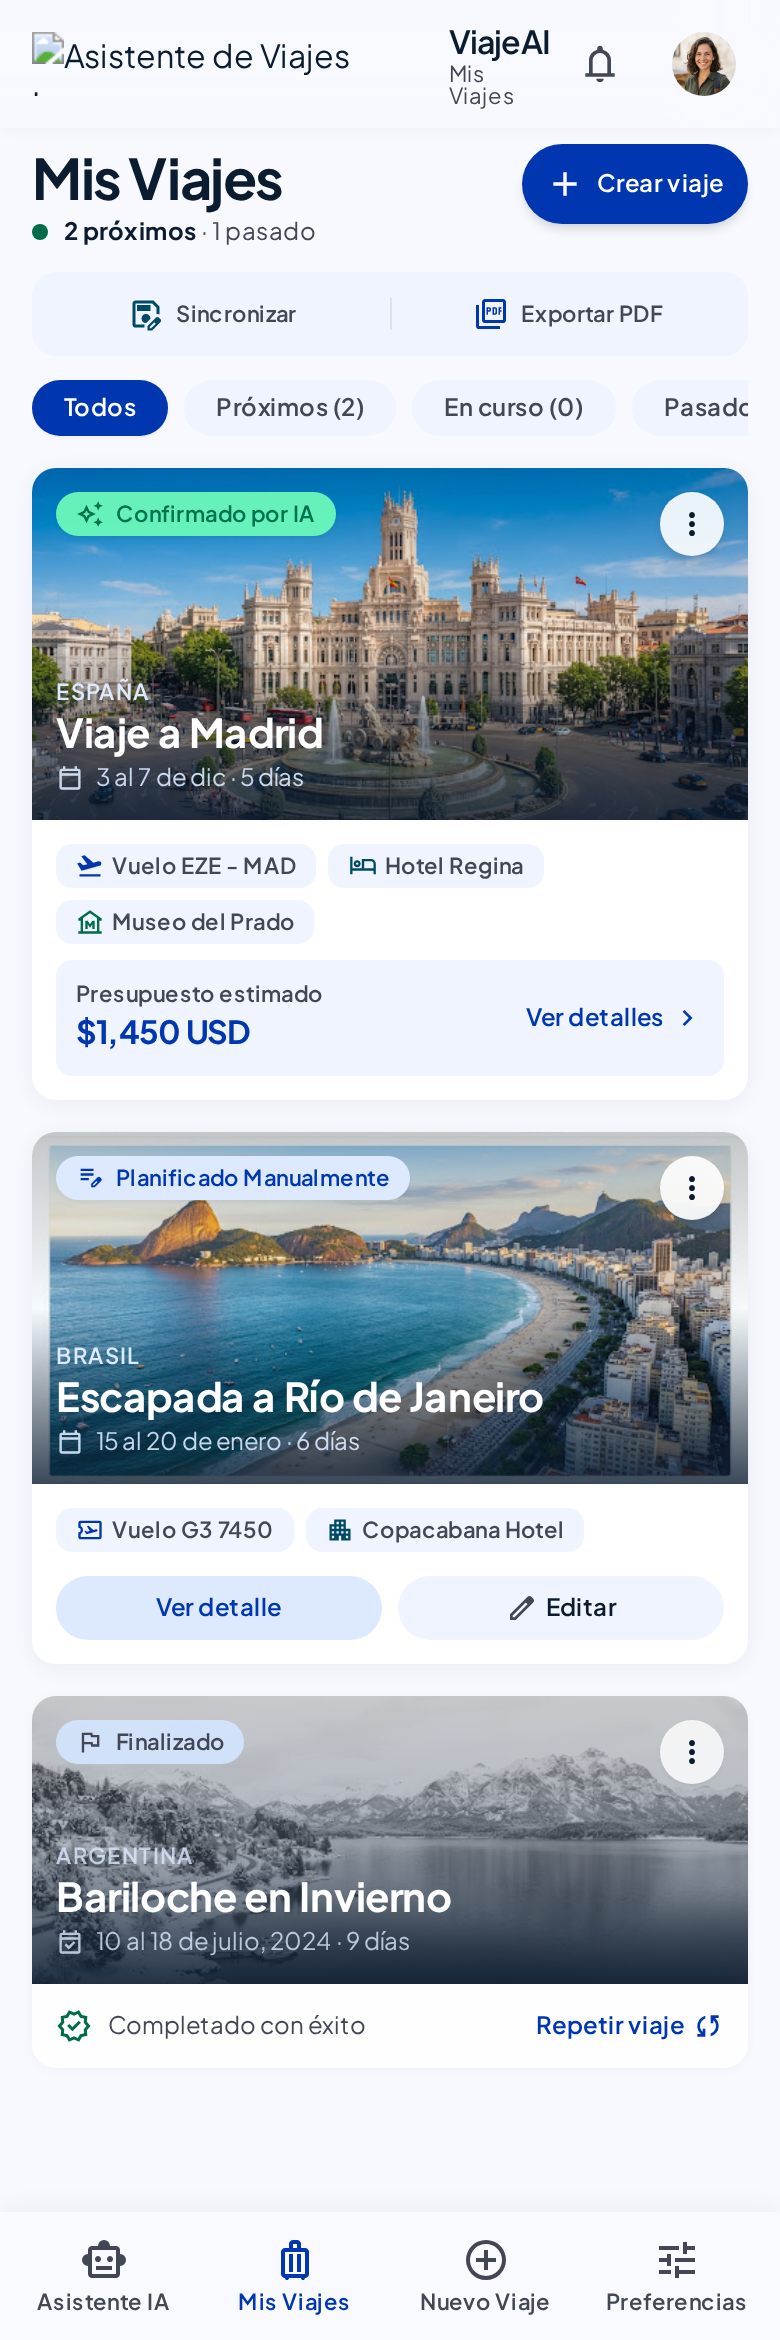 Asistente de Viajes
.
ViajeAI
Mis
Viajes
Mis Viajes
Crear viaje
2 próximos · 1 pasado
Sincronizar
PDF
Exportar PDF
Todos
Próximos (2)
En curso (0)
Pasado
Confirmado por IA
ESPAÑA
Viaje a Madrid
3 al 7 de dic · 5 días
Vuelo EZE - MAD
Hotel Regina
M
Museo del Prado
Presupuesto estimado
$1,450 USD
Ver detalles
Planificado Manualmente
BRASIL
Escapada a Río de Janeiro
15 al 20 de enero · 6 días
Vuelo G3 7450
Copacabana Hotel
Ver detalle
Editar
Finalizado
ARGENTINA
Bariloche en Invierno
10 al 18 de julio, 2024 · 9 días
Completado con éxito
Repetir viaje
Asistente IA
Mis Viajes
Nuevo Viaje
Preferencias